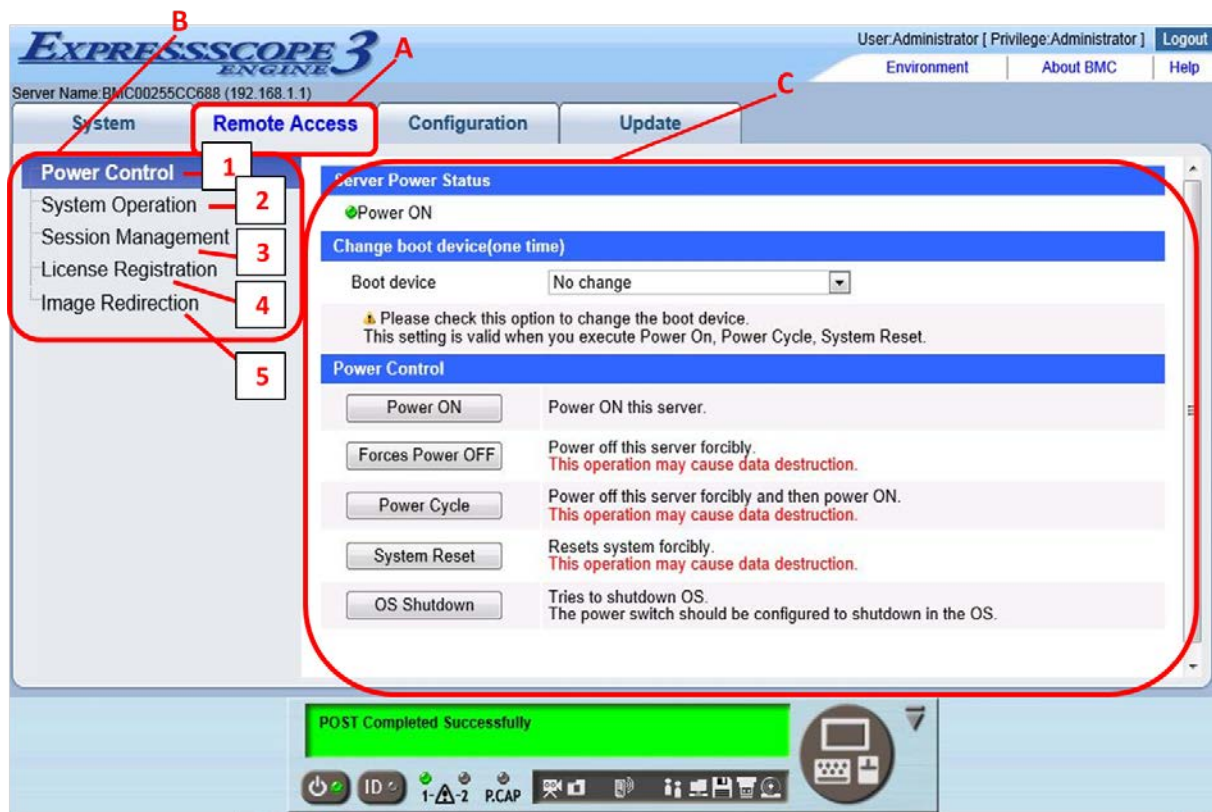 B
EXPRESSSCOPE
ENGINE 3
A
User:Administrator [ Privilege:Administrator ] Logout
Environment About BMC Help
C
Server Name:BMC00255CC688 (192.168.1.1)
System Remote Access Configuration Update
Power Control
1
System Operation
2
Session Management
3
License Registration
4
Image Redirection
5
Server Power Status
Power ON
Change boot device(one time)
Boot device No change
Please check this option to change the boot device.
This setting is valid when you execute Power On, Power Cycle, System Reset.
Power Control
Power ON Power ON this server.
Forces Power OFF Power off this server forcibly.
This operation may cause data destruction.
Power Cycle Power off this server forcibly and then power ON.
This operation may cause data destruction.
System Reset Resets system forcibly.
This operation may cause data destruction.
OS Shutdown Tries to shutdown OS.
The power switch should be configured to shutdown in the OS.
POST Completed Successfully
ID 1-2 P.CAP